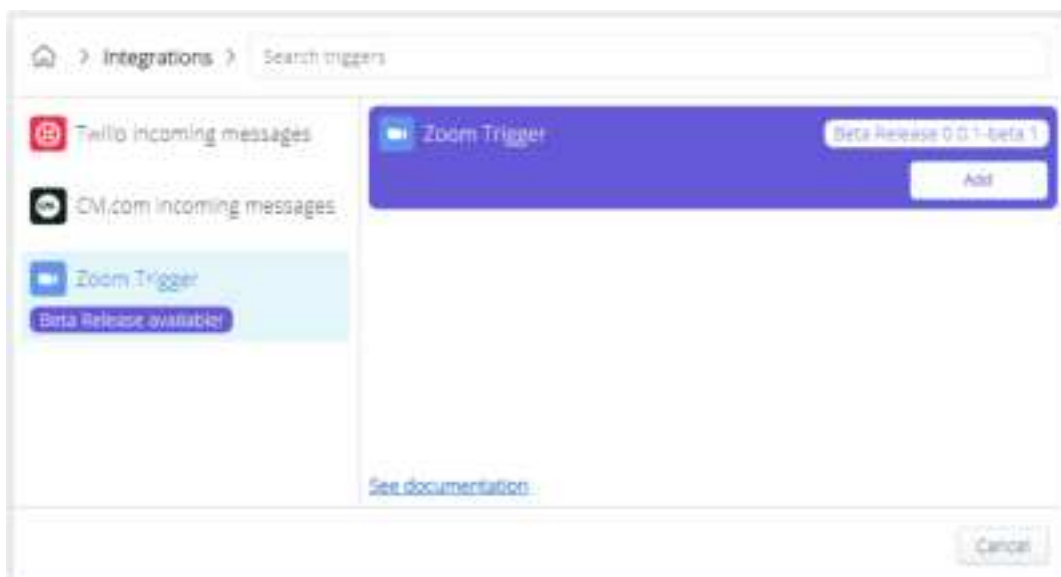 > Integrations > Search triggers
Twilio incoming messages
CM.com incoming messages
Zoom Trigger
Beta Release available!
Zoom Trigger
Beta Release 0.0.1-beta.1
Add
See documentation
Cancel